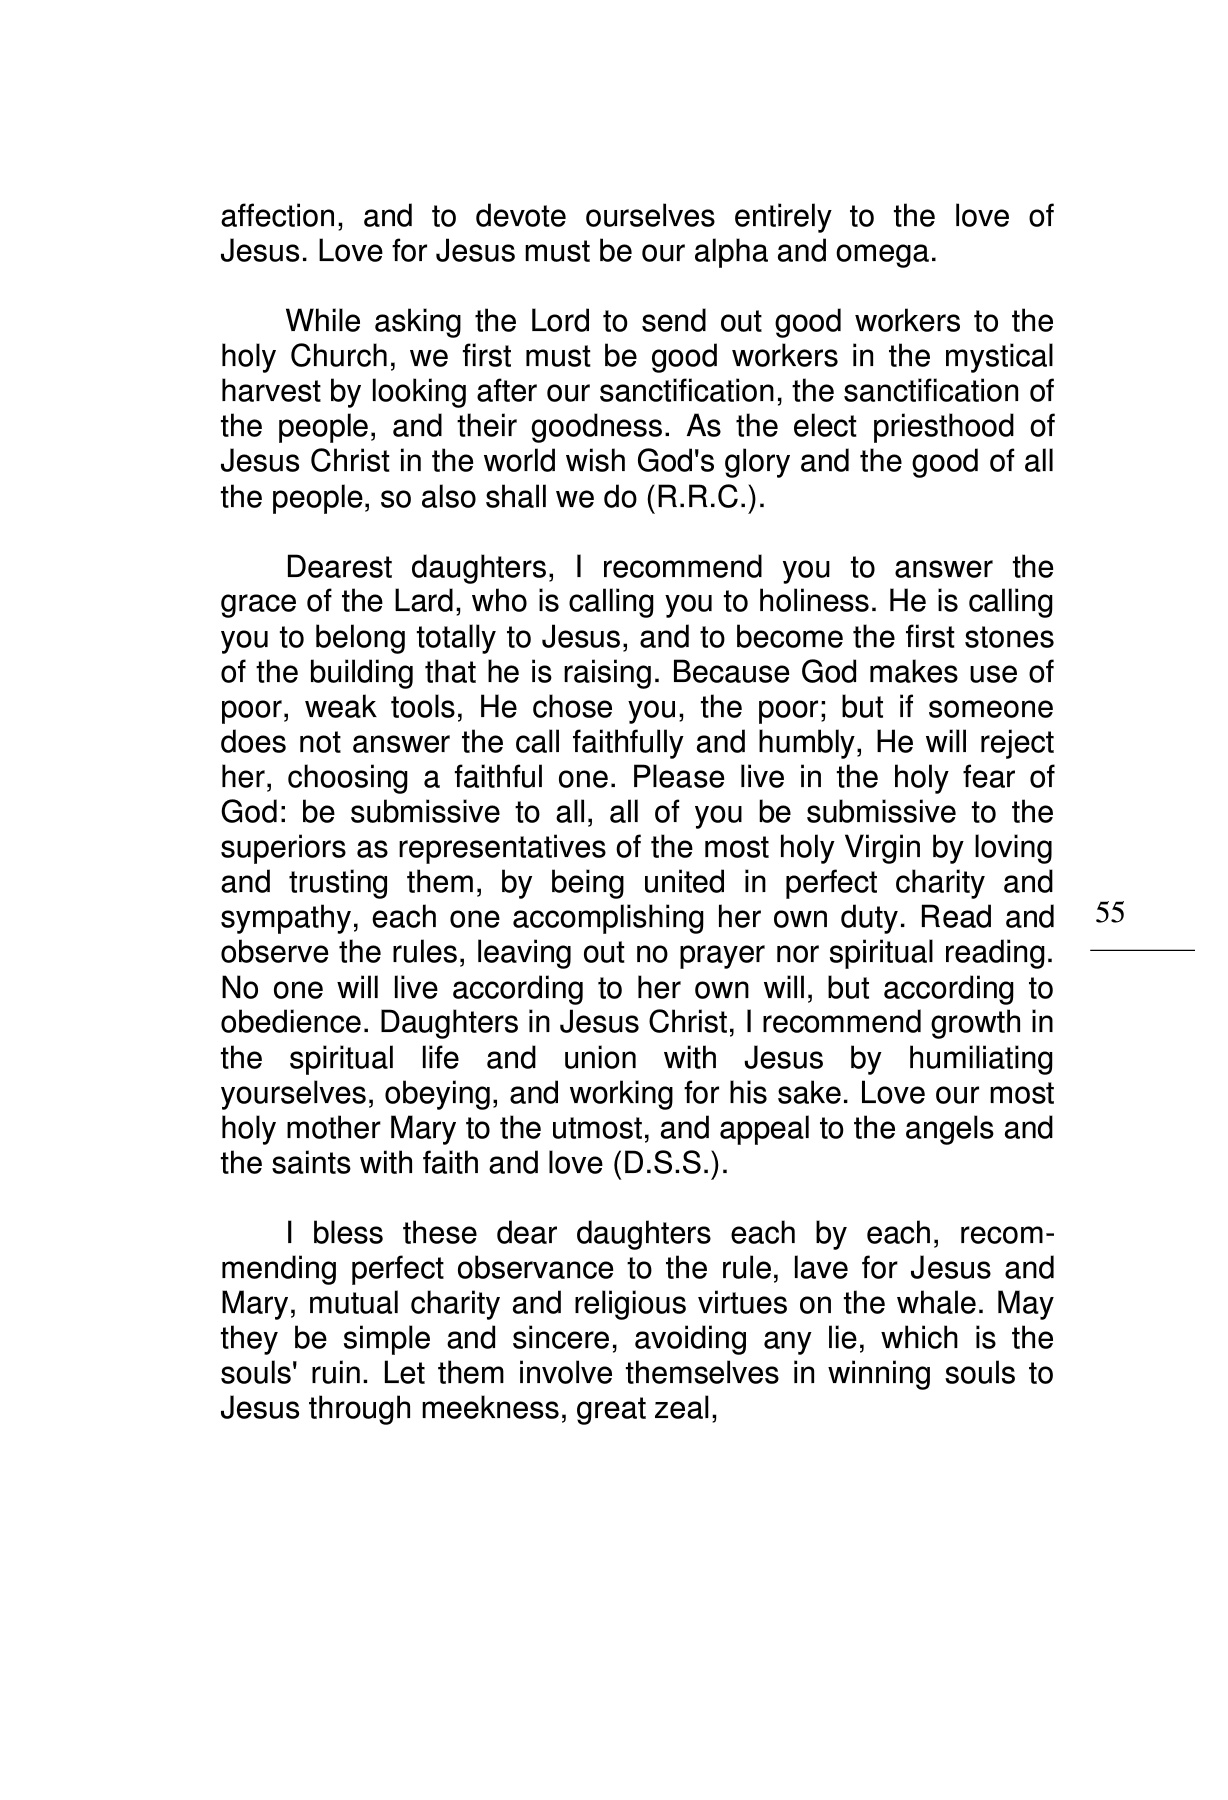 affection, and to devote ourselves entirely to the love of
Jesus. Love for Jesus must be our alpha and omega.
While asking the Lord to send out good workers to the
holy Church, we first must be good workers in the mystical
harvest by looking after our sanctification, the sanctification of
the people, and their goodness. As the elect priesthood of
Jesus Christ in the world wish God's glory and the good of all
the people, so also shall we do (R.R.C.).
Dearest daughters, I recommend you to answer the
grace of the Lard, who is calling you to holiness. He is calling
you to belong totally to Jesus, and to become the first stones
of the building that he is raising. Because God makes use of
poor, weak tools, He chose you, the poor; but if someone
does not answer the call faithfully and humbly, He will reject
her, choosing a faithful one. Please live in the holy fear of
God: be submissive to all, all of you be submissive to the
superiors as representatives of the most holy Virgin by loving
and trusting them, by being united in perfect charity and
sympathy, each one accomplishing her own duty. Read and
observe the rules, leaving out no prayer nor spiritual reading.
No one will live according to her own will, but according to
obedience. Daughters in Jesus Christ, I recommend growth in
the spiritual life and union with Jesus by humiliating
yourselves, obeying, and working for his sake. Love our most
holy mother Mary to the utmost, and appeal to the angels and
the saints with faith and love (D.S.S.).
I bless these dear daughters each by each, recom-
mending perfect observance to the rule, lave for Jesus and
Mary, mutual charity and religious virtues on the whale. May
they be simple and sincere, avoiding any lie, which is the
souls' ruin. Let them involve themselves in winning souls to
Jesus through meekness, great zeal,
55